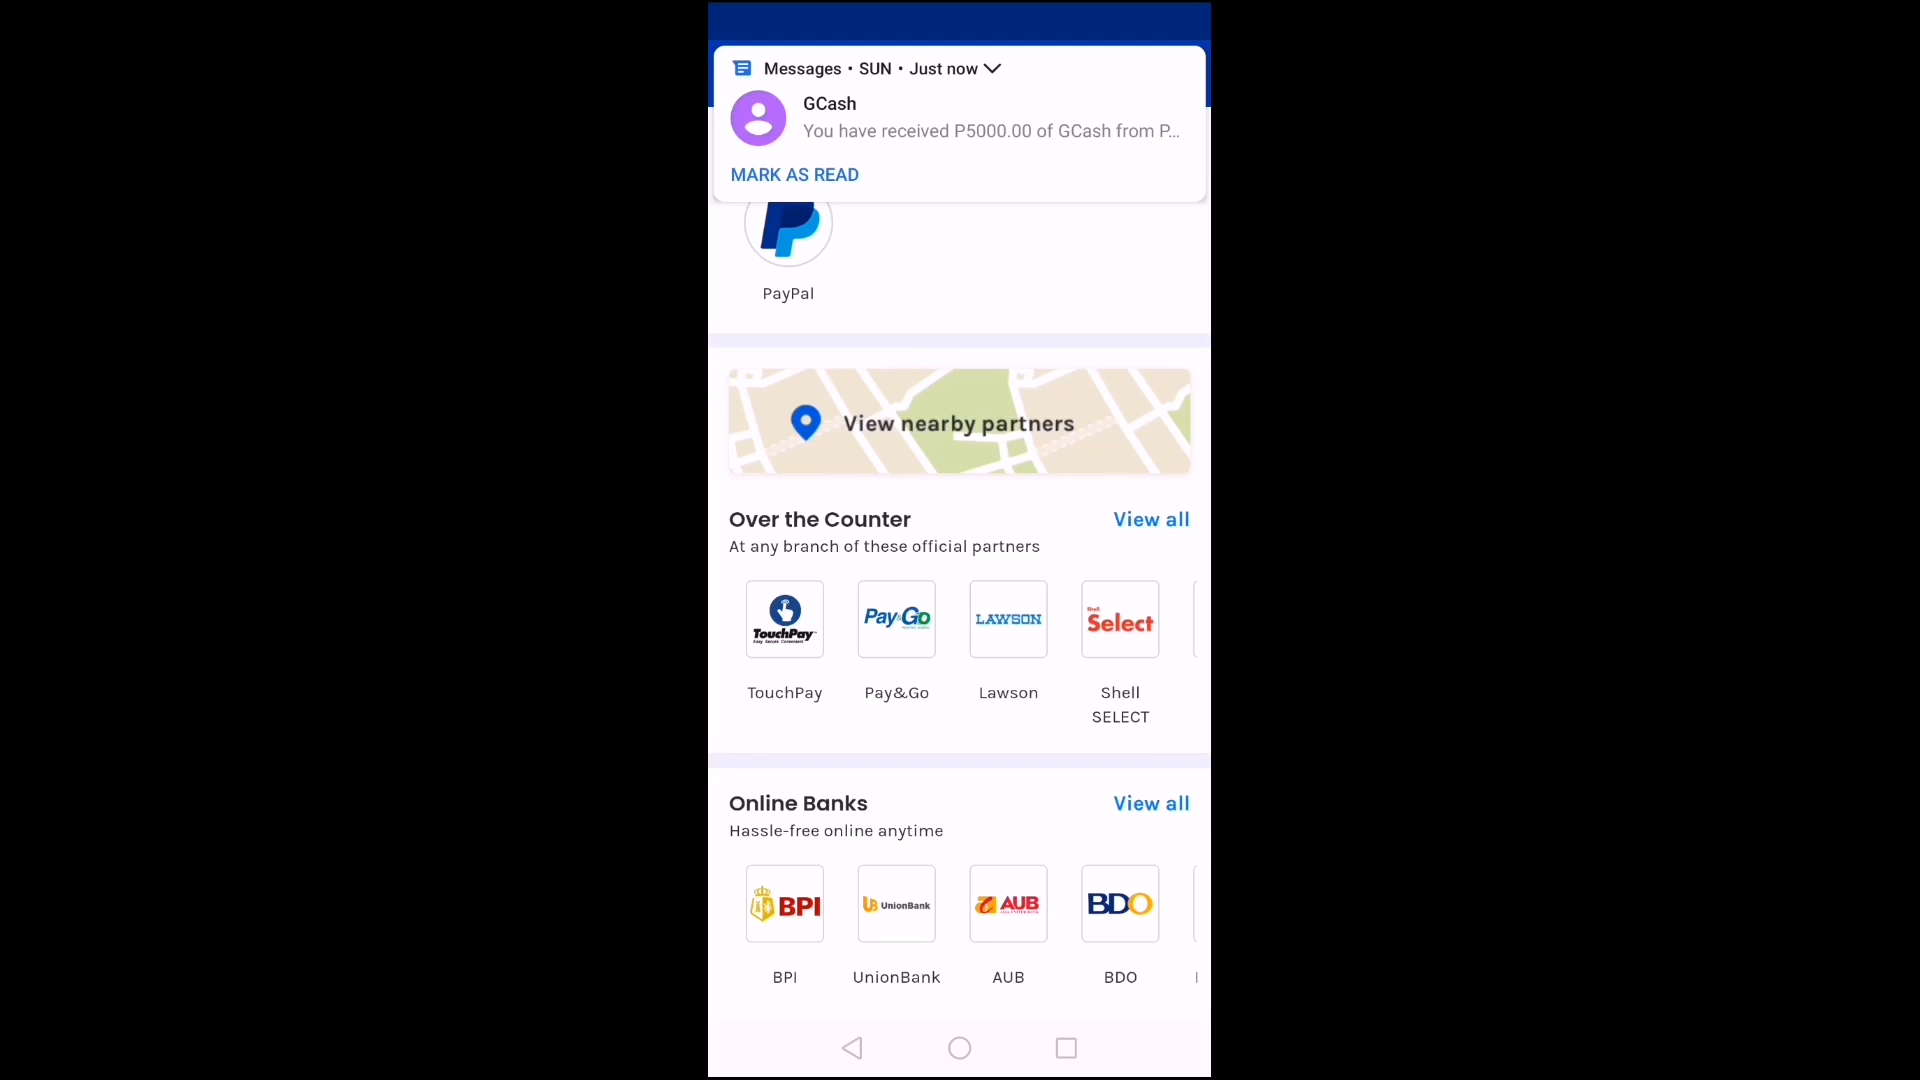 Messages • SUN • Just now
GCash
You have received P5000.00 of GCash from P...
MARK AS READ
PayPal
View nearby partners
Over the Counter
View all
At any branch of these official partners
TouchPay
Pay&Go
LAWSON
Shell
Select
TouchPay
Pay&Go
Lawson
Shell
SELECT
Online Banks
View all
Hassle-free online anytime
BPI
UB UnionBank
AUB
BDO
BPI
UnionBank
AUB
BDO